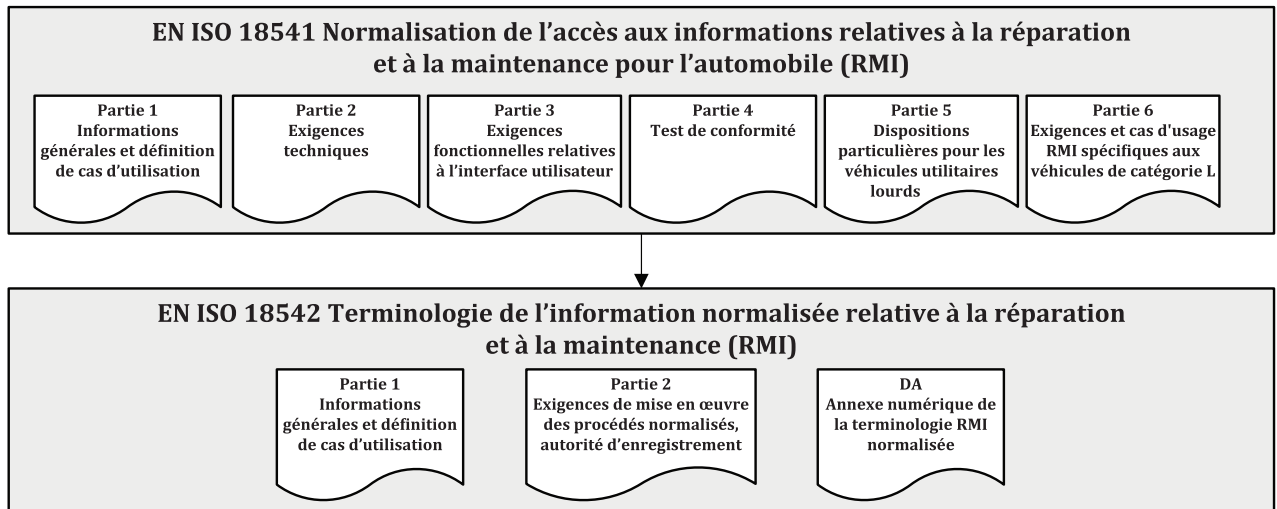 EN ISO 18541 Normalisation de l’accès aux informations relatives à la réparation
et à la maintenance pour l’automobile (RMI)
Partie 1
Informations
générales et définition
de cas d’utilisation
Partie 2
Exigences
techniques
Partie 3
Exigences
fonctionnelles relatives
à l’interface utilisateur
Partie 4
Test de conformité
Partie 5
Dispositions
particulières pour les
véhicules utilitaires
lourds
Partie 6
Exigences et cas d'usage
RMI spécifiques aux
véhicules de catégorie L
EN ISO 18542 Terminologie de l’information normalisée relative à la réparation
et à la maintenance (RMI)
Partie 1
Informations
générales et définition
de cas d’utilisation
Partie 2
Exigences de mise en œuvre
des procédés normalisés,
autorité d’enregistrement
DA
Annexe numérique de
la terminologie RMI
normalisée